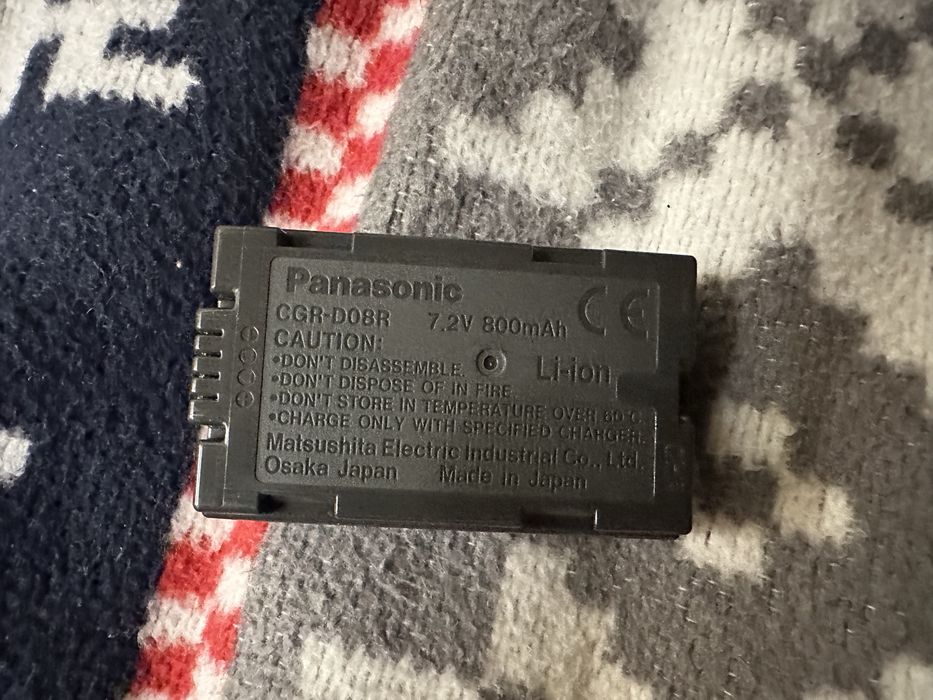 Panasonic
CGR-D08R 7.2V 800mAh CE
CAUTION:
•DON'T DISASSEMBLE.
•DON'T DISPOSE OF IN FIRE. Li-ion
•DON'T STORE IN TEMPERATURE OVER 60°C.
•CHARGE ONLY WITH SPECIFIED CHARGER.
Matsushita Electric Industrial Co., Ltd.
Osaka Japan Made in Japan